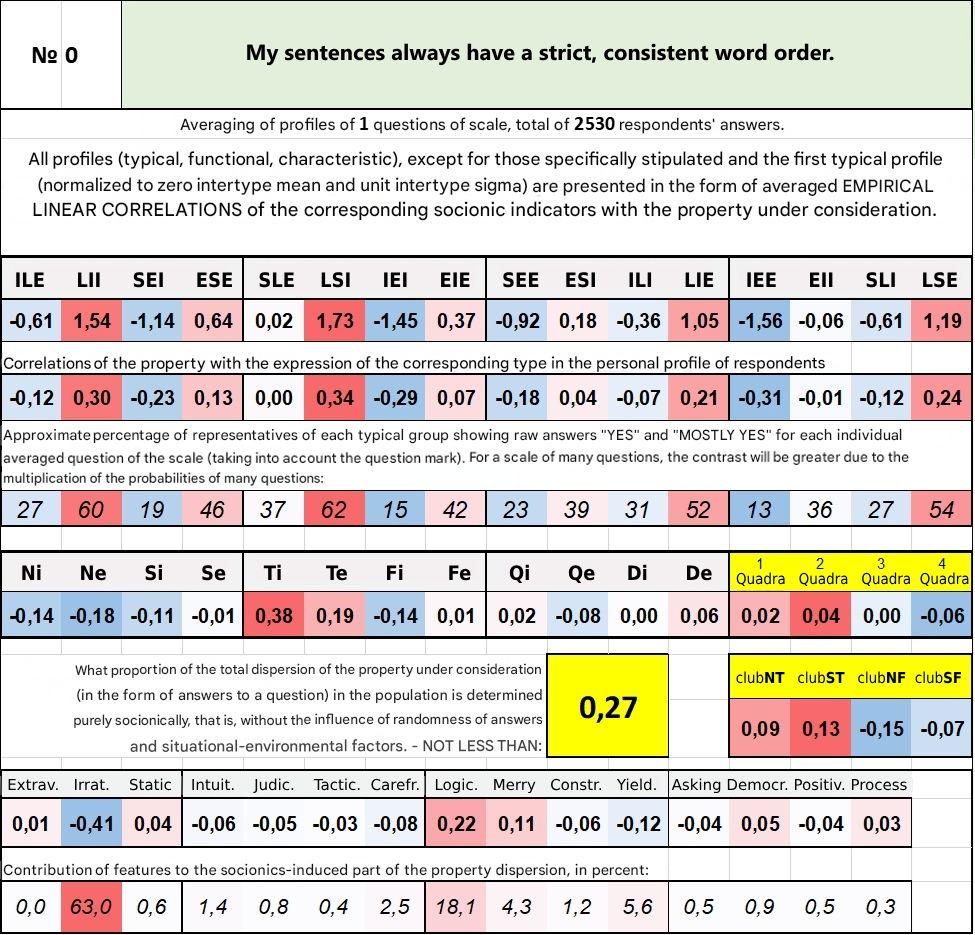 № 0
My sentences always have a strict, consistent word order.
Averaging of profiles of 1 questions of scale, total of 2530 respondents' answers.
All profiles (typical, functional, characteristic), except for those specifically stipulated and the first typical profile
(normalized to zero intertype mean and unit intertype sigma) are presented in the form of averaged EMPIRICAL
LINEAR CORRELATIONS of the corresponding socionic indicators with the property under consideration.
ILE LII SEI ESE SLE LSI IEI EIE SEE ESI ILI LIE IEE EII SLI LSE
-0,61 1,54 -1,14 0,64 0,02 1,73 -1,45 0,37 -0,92 0,18 -0,36 1,05 -1,56 -0,06 -0,61 1,19
Correlations of the property with the expression of the corresponding type in the personal profile of respondents
-0,12 0,30 -0,23 0,13 0,00 0,34 -0,29 0,07 -0,18 0,04 -0,07 0,21 -0,31 -0,01 -0,12 0,24
Approximate percentage of representatives of each typical group showing raw answers "YES" and "MOSTLY YES" for each individual
averaged question of the scale (taking into account the question mark). For a scale of many questions, the contrast will be greater due to the
multiplication of the probabilities of many questions:
27 60 19 46 37 62 15 42 23 39 31 52 13 36 27 54
Ni Ne Si Se Ti Te Fi Fe Qi Qe Di De 1 Quadra 2 Quadra 3 Quadra 4 Quadra
-0,14 -0,18 -0,11 -0,01 0,38 0,19 -0,14 0,01 0,02 -0,08 0,00 0,06 0,02 0,04 0,00 -0,06
What proportion of the total dispersion of the property under consideration
(in the form of answers to a question) in the population is determined
purely socionically, that is, without the influence of randomness of answers
and situational-environmental factors. - NOT LESS THAN:
0,27
clubNT clubST clubNF clubSF
0,09 0,13 -0,15 -0,07
Extrav. Irrat. Static Intuit. Judic. Tactic. Carefr. Logic. Merry Constr. Yield. Asking Democr. Positiv. Process
0,01 -0,41 0,04 -0,06 -0,05 -0,03 -0,08 0,22 0,11 -0,06 -0,12 -0,04 0,05 -0,04 0,03
Contribution of features to the socionics-induced part of the property dispersion, in percent:
0,0 63,0 0,6 1,4 0,8 0,4 2,5 18,1 4,3 1,2 5,6 0,5 0,9 0,5 0,3